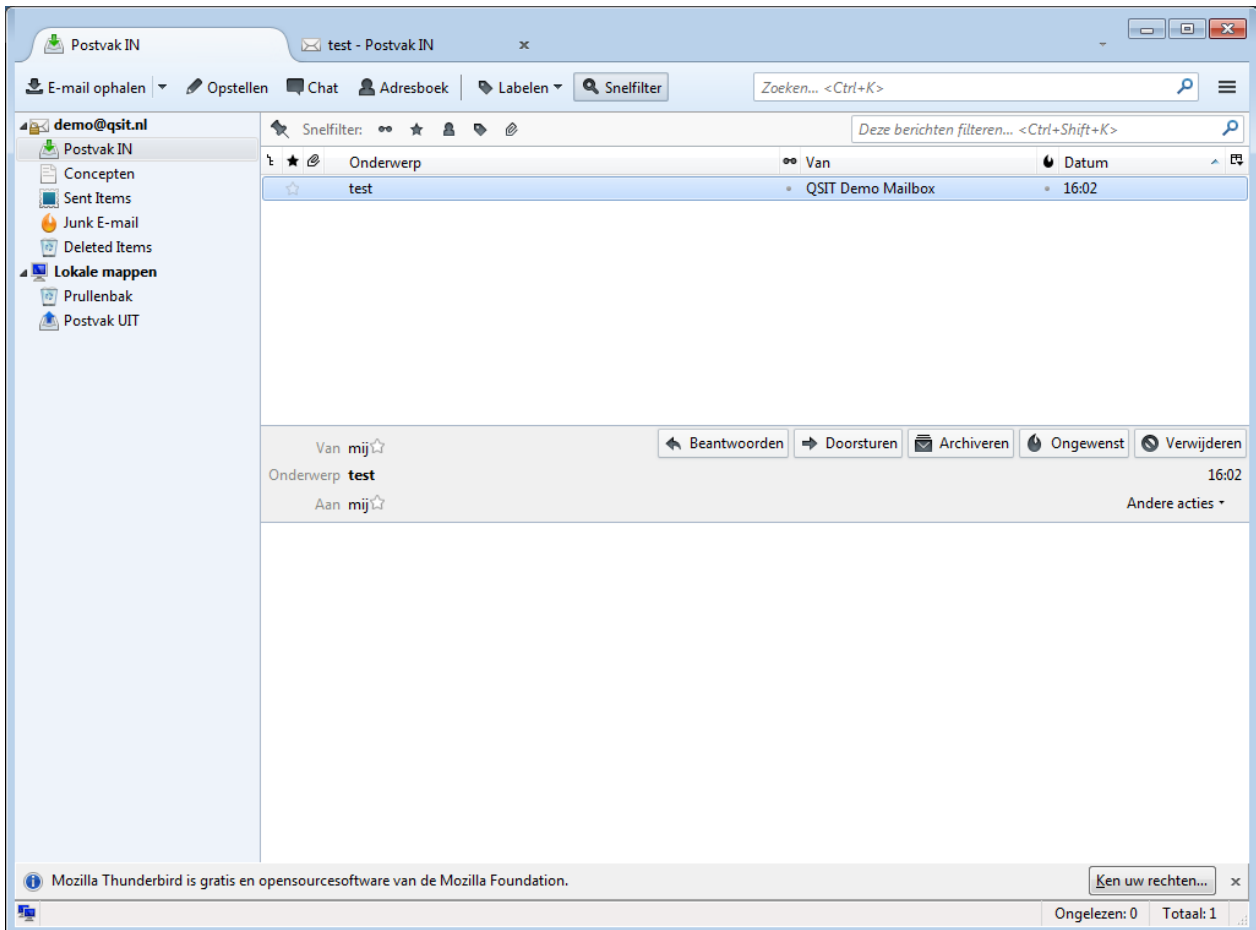 Postvak IN test - Postvak IN
E-mail ophalen Opstellen Chat Adresboek Labelen Snelfilter Zoeken... <Ctrl+K>
demo@qsit.nl
Postvak IN
Concepten
Sent Items
Junk E-mail
Deleted Items
Lokale mappen
Prullenbak
Postvak UIT
Snelfilter: Deze berichten filteren... <Ctrl+Shift+K>
Onderwerp Van Datum
test QSIT Demo Mailbox 16:02
Van mij Beantwoorden Doorsturen Archiveren Ongewenst Verwijderen
Onderwerp test 16:02
Aan mij Andere acties
Mozilla Thunderbird is gratis en opensourcesoftware van de Mozilla Foundation. Ken uw rechten...
Ongelezen: 0 Totaal: 1